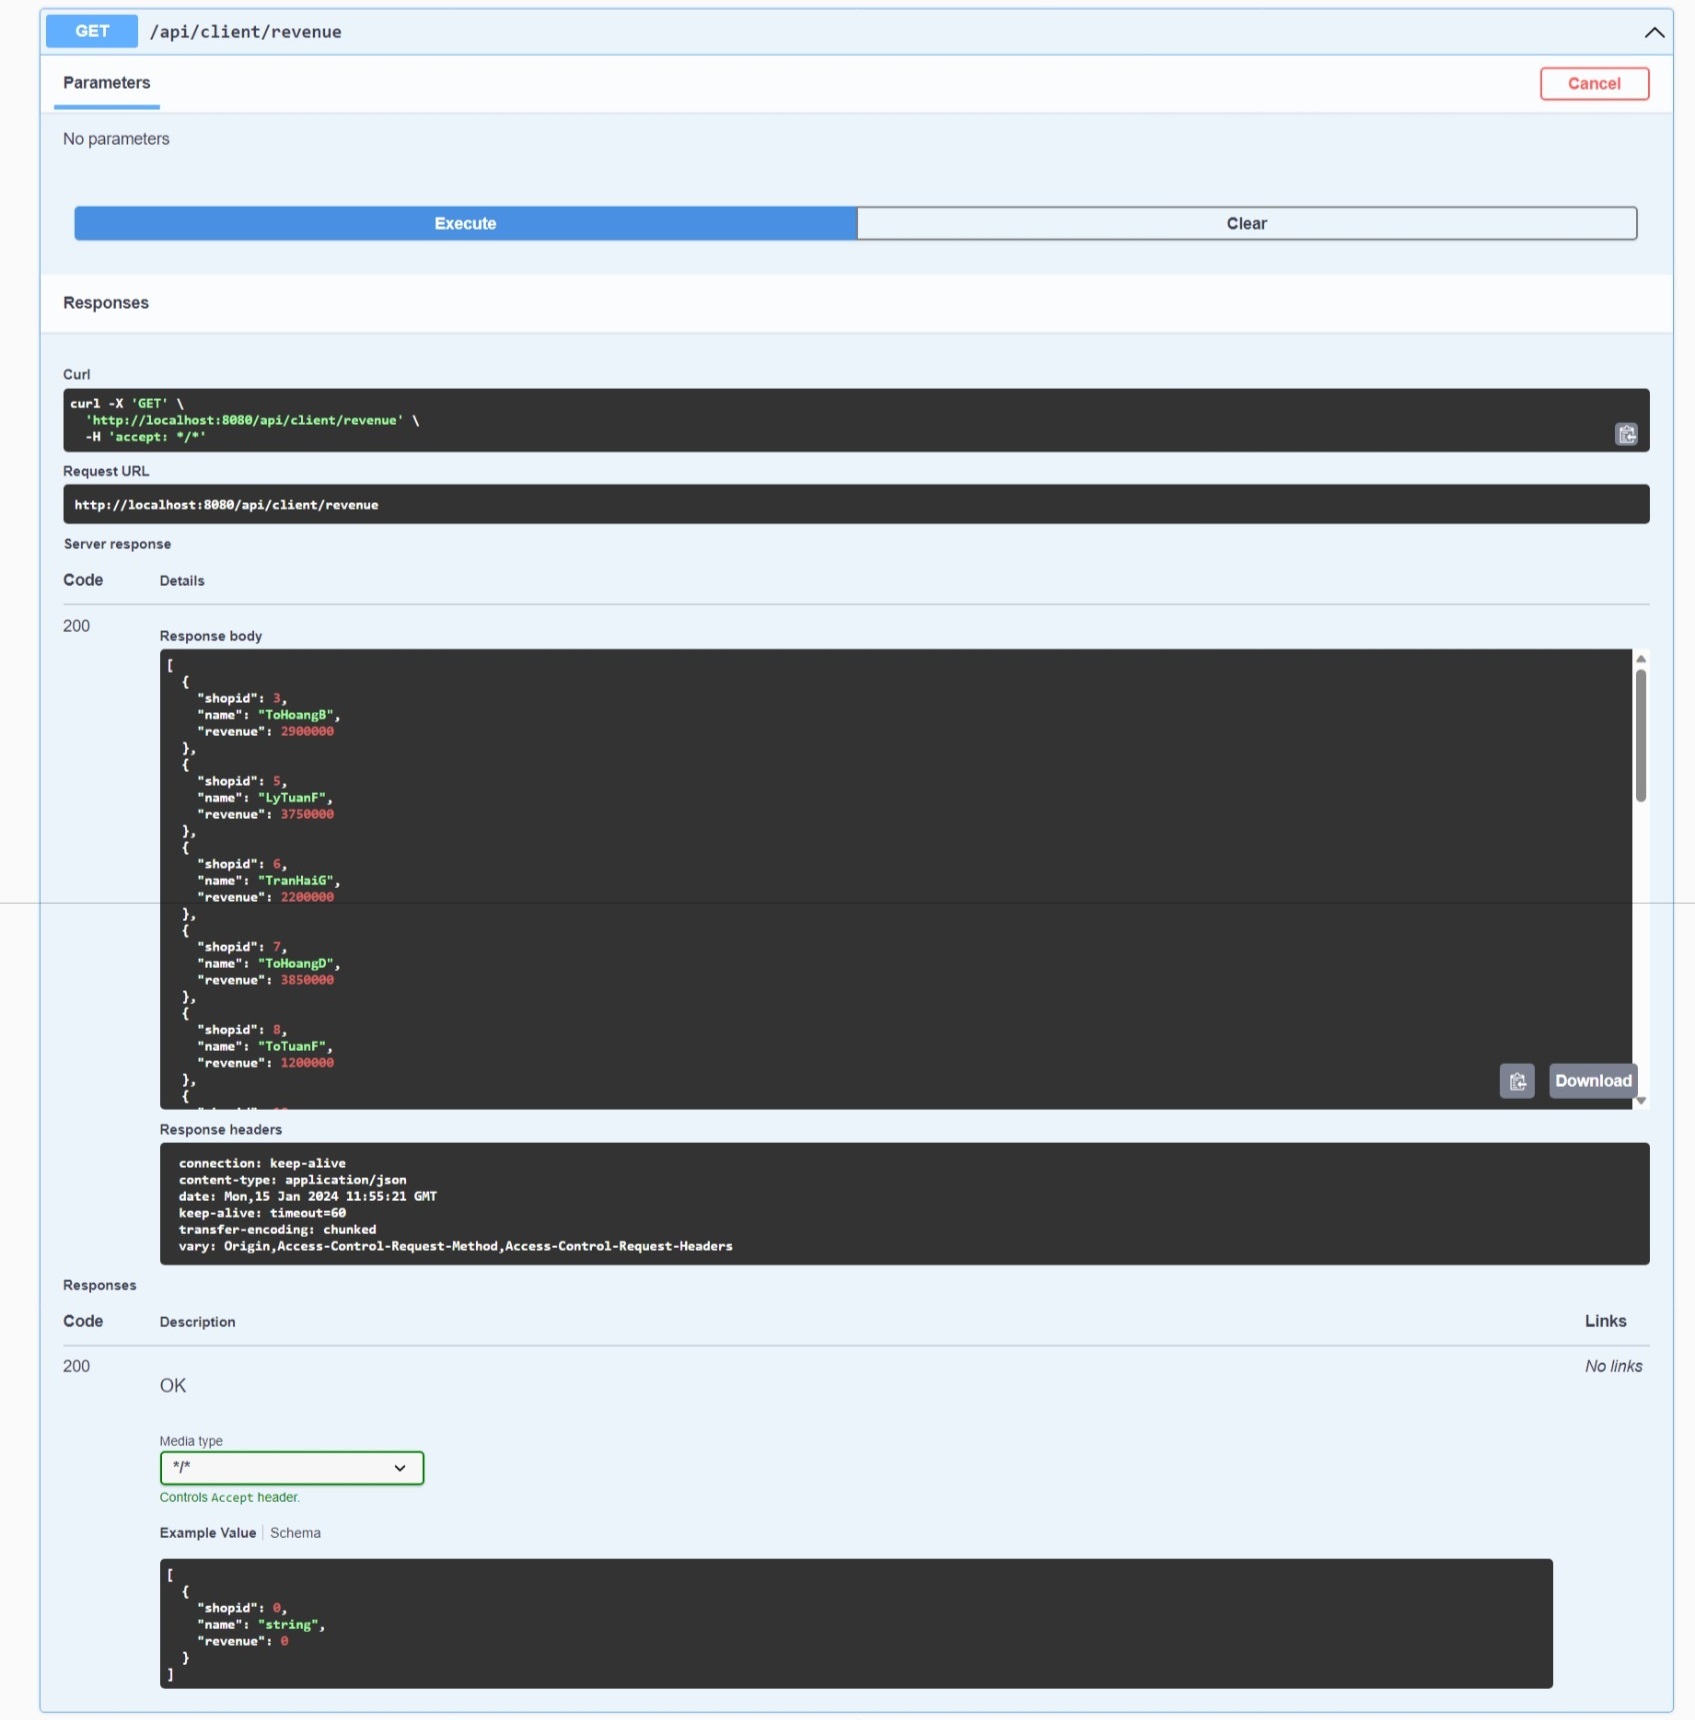 GET /api/client/revenue
Parameters
Cancel
No parameters
Execute
Clear
Responses
Curl
curl -X 'GET' \
  'http://localhost:8080/api/client/revenue' \
  -H 'accept: */*'
Request URL
http://localhost:8080/api/client/revenue
Server response
Code Details
200
Response body
[
  {
    "shopid": 3,
    "name": "ToHoangB",
    "revenue": 2900000
  },
  {
    "shopid": 5,
    "name": "LyTuanF",
    "revenue": 3750000
  },
  {
    "shopid": 6,
    "name": "TranHaiG",
    "revenue": 2200000
  },
  {
    "shopid": 7,
    "name": "ToHoangD",
    "revenue": 3850000
  },
  {
    "shopid": 8,
    "name": "ToTuanF",
    "revenue": 1200000
  },
  {
Download
Response headers
connection: keep-alive
content-type: application/json
date: Mon,15 Jan 2024 11:55:21 GMT
keep-alive: timeout=60
transfer-encoding: chunked
vary: Origin,Access-Control-Request-Method,Access-Control-Request-Headers
Responses
Code Description Links
200
OK
No links
Media type
*/*
Controls Accept header.
Example Value Schema
[
  {
    "shopid": 0,
    "name": "string",
    "revenue": 0
  }
]